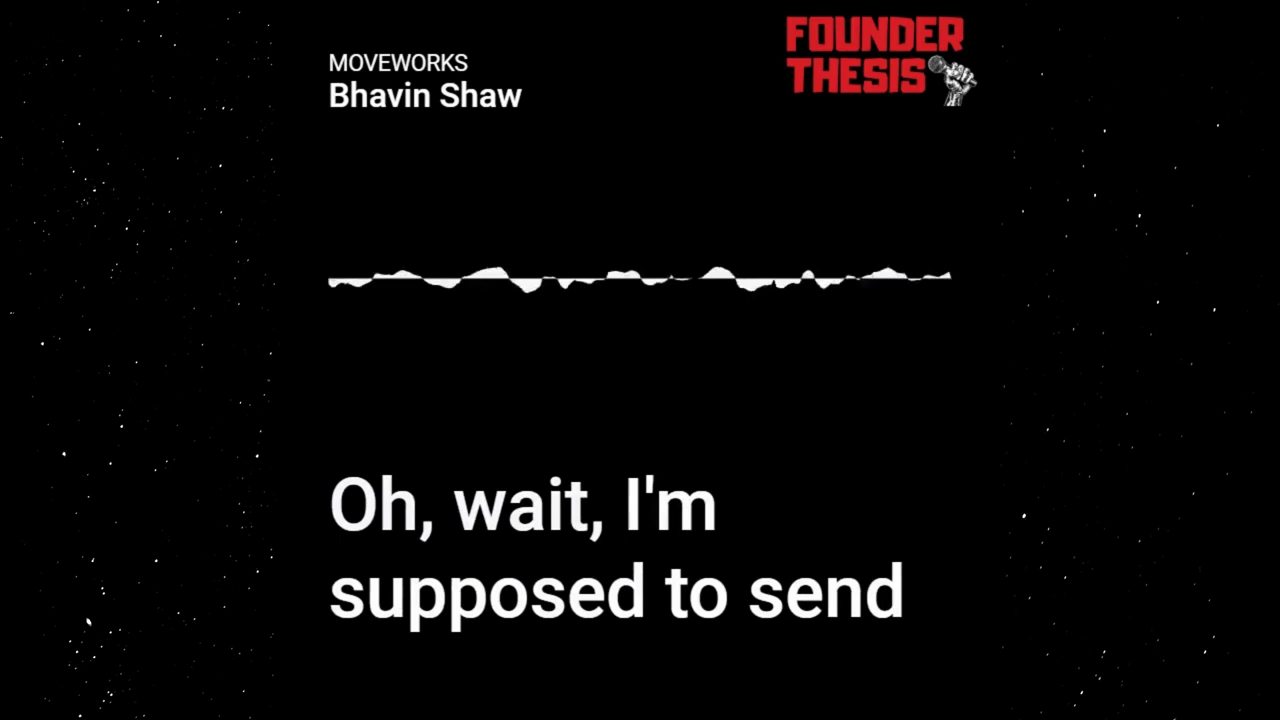 MOVEWORKS
Bhavin Shaw
FOUNDER
THESIS
Oh, wait, I'm
supposed to send